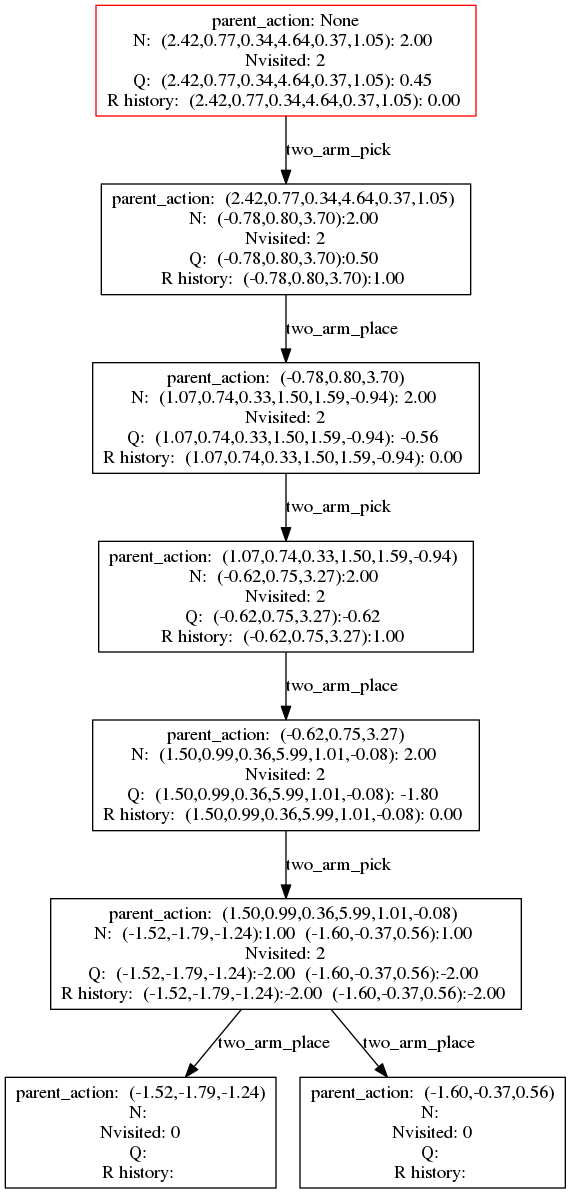 parent_action: None
N: (2.42,0.77,0.34,4.64,0.37,1.05): 2.00
Nvisited: 2
Q: (2.42,0.77,0.34,4.64,0.37,1.05): 0.45
R history: (2.42,0.77,0.34,4.64,0.37,1.05): 0.00
two_arm_pick
parent_action: (2.42,0.77,0.34,4.64,0.37,1.05)
N: (-0.78,0.80,3.70):2.00
Nvisited: 2
Q: (-0.78,0.80,3.70):0.50
R history: (-0.78,0.80,3.70):1.00
two_arm_place
parent_action: (-0.78,0.80,3.70)
N: (1.07,0.74,0.33,1.50,1.59,-0.94): 2.00
Nvisited: 2
Q: (1.07,0.74,0.33,1.50,1.59,-0.94): -0.56
R history: (1.07,0.74,0.33,1.50,1.59,-0.94): 0.00
two_arm_pick
parent_action: (1.07,0.74,0.33,1.50,1.59,-0.94)
N: (-0.62,0.75,3.27):2.00
Nvisited: 2
Q: (-0.62,0.75,3.27):-0.62
R history: (-0.62,0.75,3.27):1.00
two_arm_place
parent_action: (-0.62,0.75,3.27)
N: (1.50,0.99,0.36,5.99,1.01,-0.08): 2.00
Nvisited: 2
Q: (1.50,0.99,0.36,5.99,1.01,-0.08): -1.80
R history: (1.50,0.99,0.36,5.99,1.01,-0.08): 0.00
two_arm_pick
parent_action: (1.50,0.99,0.36,5.99,1.01,-0.08)
N: (-1.52,-1.79,-1.24):1.00 (-1.60,-0.37,0.56):1.00
Nvisited: 2
Q: (-1.52,-1.79,-1.24):-2.00 (-1.60,-0.37,0.56):-2.00
R history: (-1.52,-1.79,-1.24):-2.00 (-1.60,-0.37,0.56):-2.00
two_arm_place
two_arm_place
parent_action: (-1.52,-1.79,-1.24)
N:
Nvisited: 0
Q:
R history:
parent_action: (-1.60,-0.37,0.56)
N:
Nvisited: 0
Q:
R history: